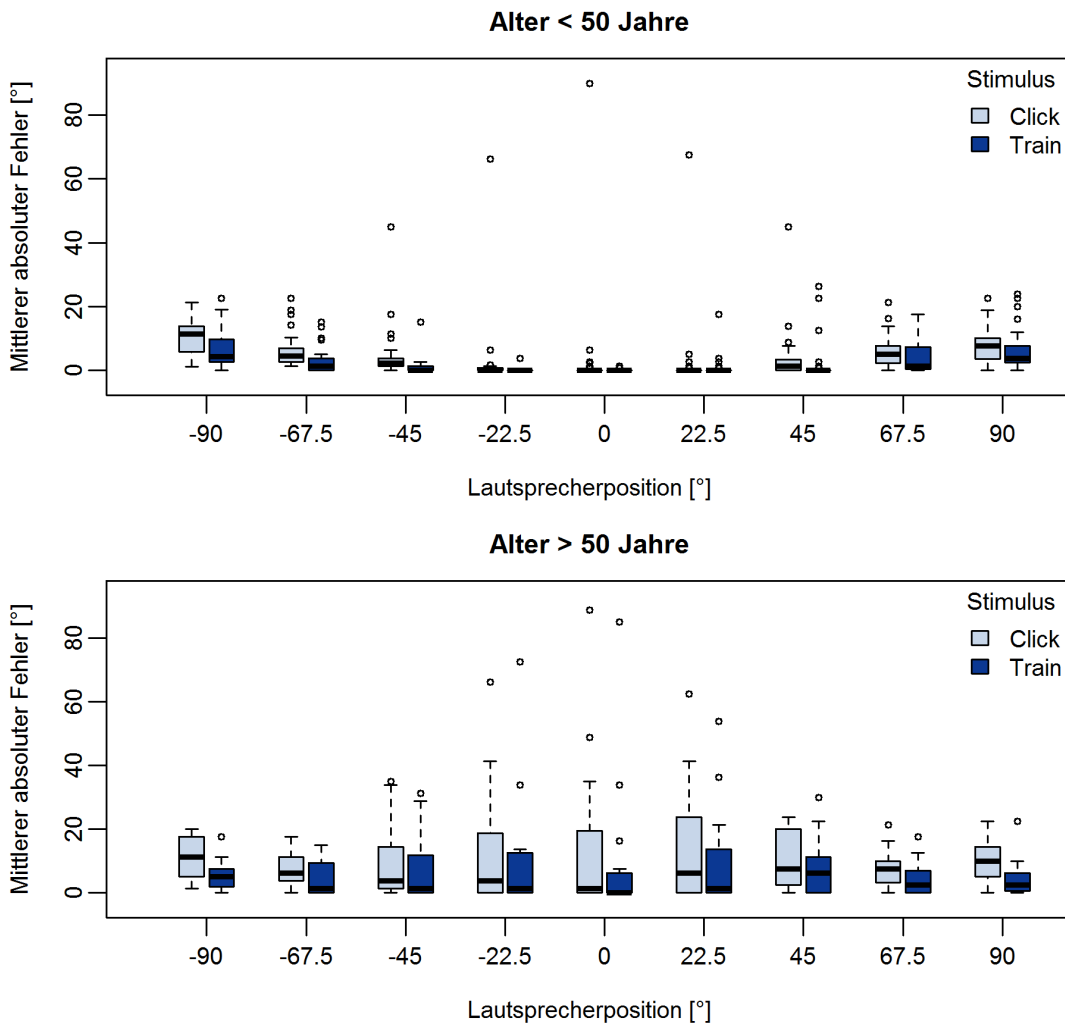 Alter < 50 Jahre
Mittlerer absoluter Fehler [°]
80
60
40
20
0
Stimulus
Click
Train
-90 -67.5 -45 -22.5 0 22.5 45 67.5 90
Lautsprecherposition [°]
Alter > 50 Jahre
Mittlerer absoluter Fehler [°]
80
60
40
20
0
Stimulus
Click
Train
-90 -67.5 -45 -22.5 0 22.5 45 67.5 90
Lautsprecherposition [°]